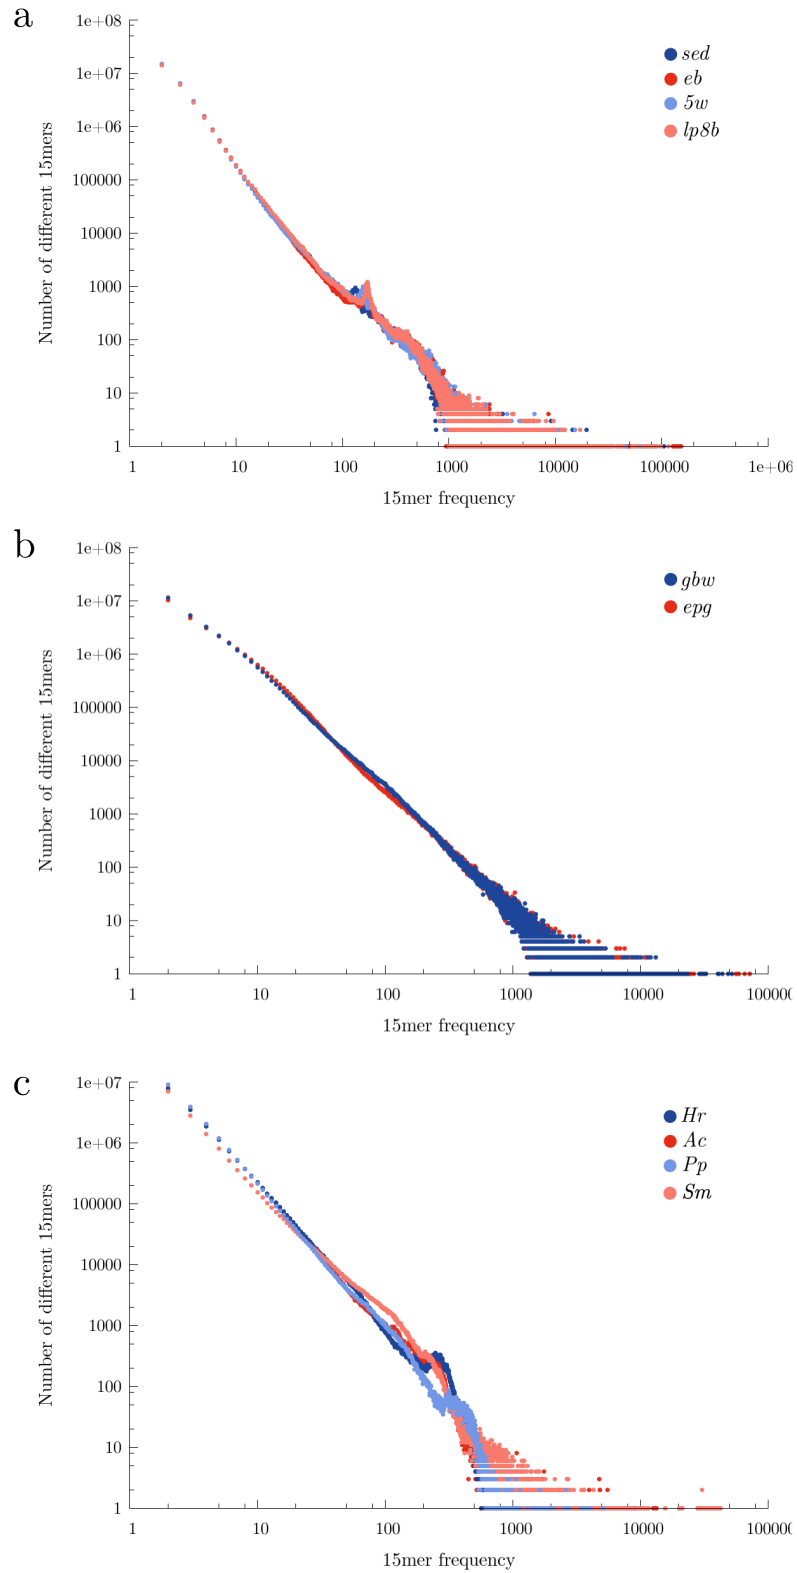 a
1e+08
1e+07
1e+06
100000
10000
1000
100
10
1
Number of different 15mers
sed
eb
5w
lp8b
1 10 100 1000 10000 100000 1e+06
15mer frequency
b
1e+08
1e+07
1e+06
100000
10000
1000
100
10
1
Number of different 15mers
gbw
epg
1 10 100 1000 10000 100000
15mer frequency
c
1e+07
1e+06
100000
10000
1000
100
10
1
Number of different 15mers
Hr
Ac
Pp
Sm
1 10 100 1000 10000 100000
15mer frequency